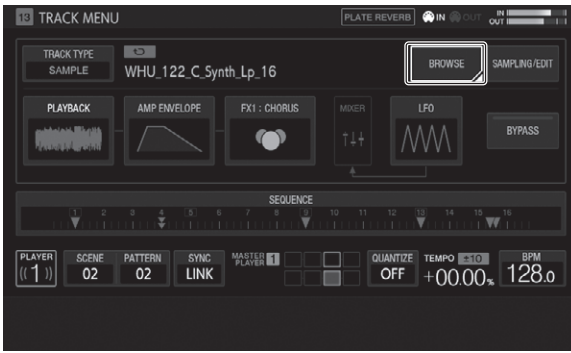 13 TRACK MENU PLATE REVERB IN OUT IN OUT
TRACK TYPE
SAMPLE
WHU_122_C_Synth_Lp_16
BROWSE
SAMPLING/EDIT
PLAYBACK AMP ENVELOPE FX1 : CHORUS MIXER LFO
BYPASS
SEQUENCE
1 2 3 4 5 6 7 8 9 10 11 12 13 14 15 16
PLAYER SCENE PATTERN SYNC MASTER PLAYER 1 QUANTIZE TEMPO ±10 BPM
((1)) 02 02 LINK OFF +00.00% 128.0